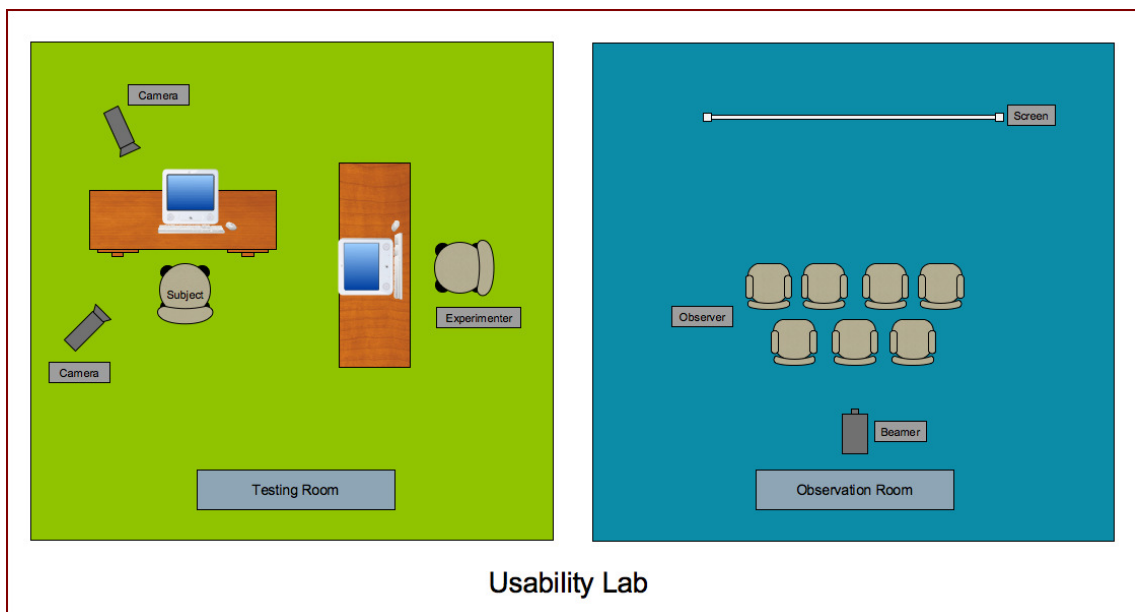 Camera
Subject
Camera
Experimenter
Testing Room
Screen
Observer
Beamer
Observation Room
Usability Lab